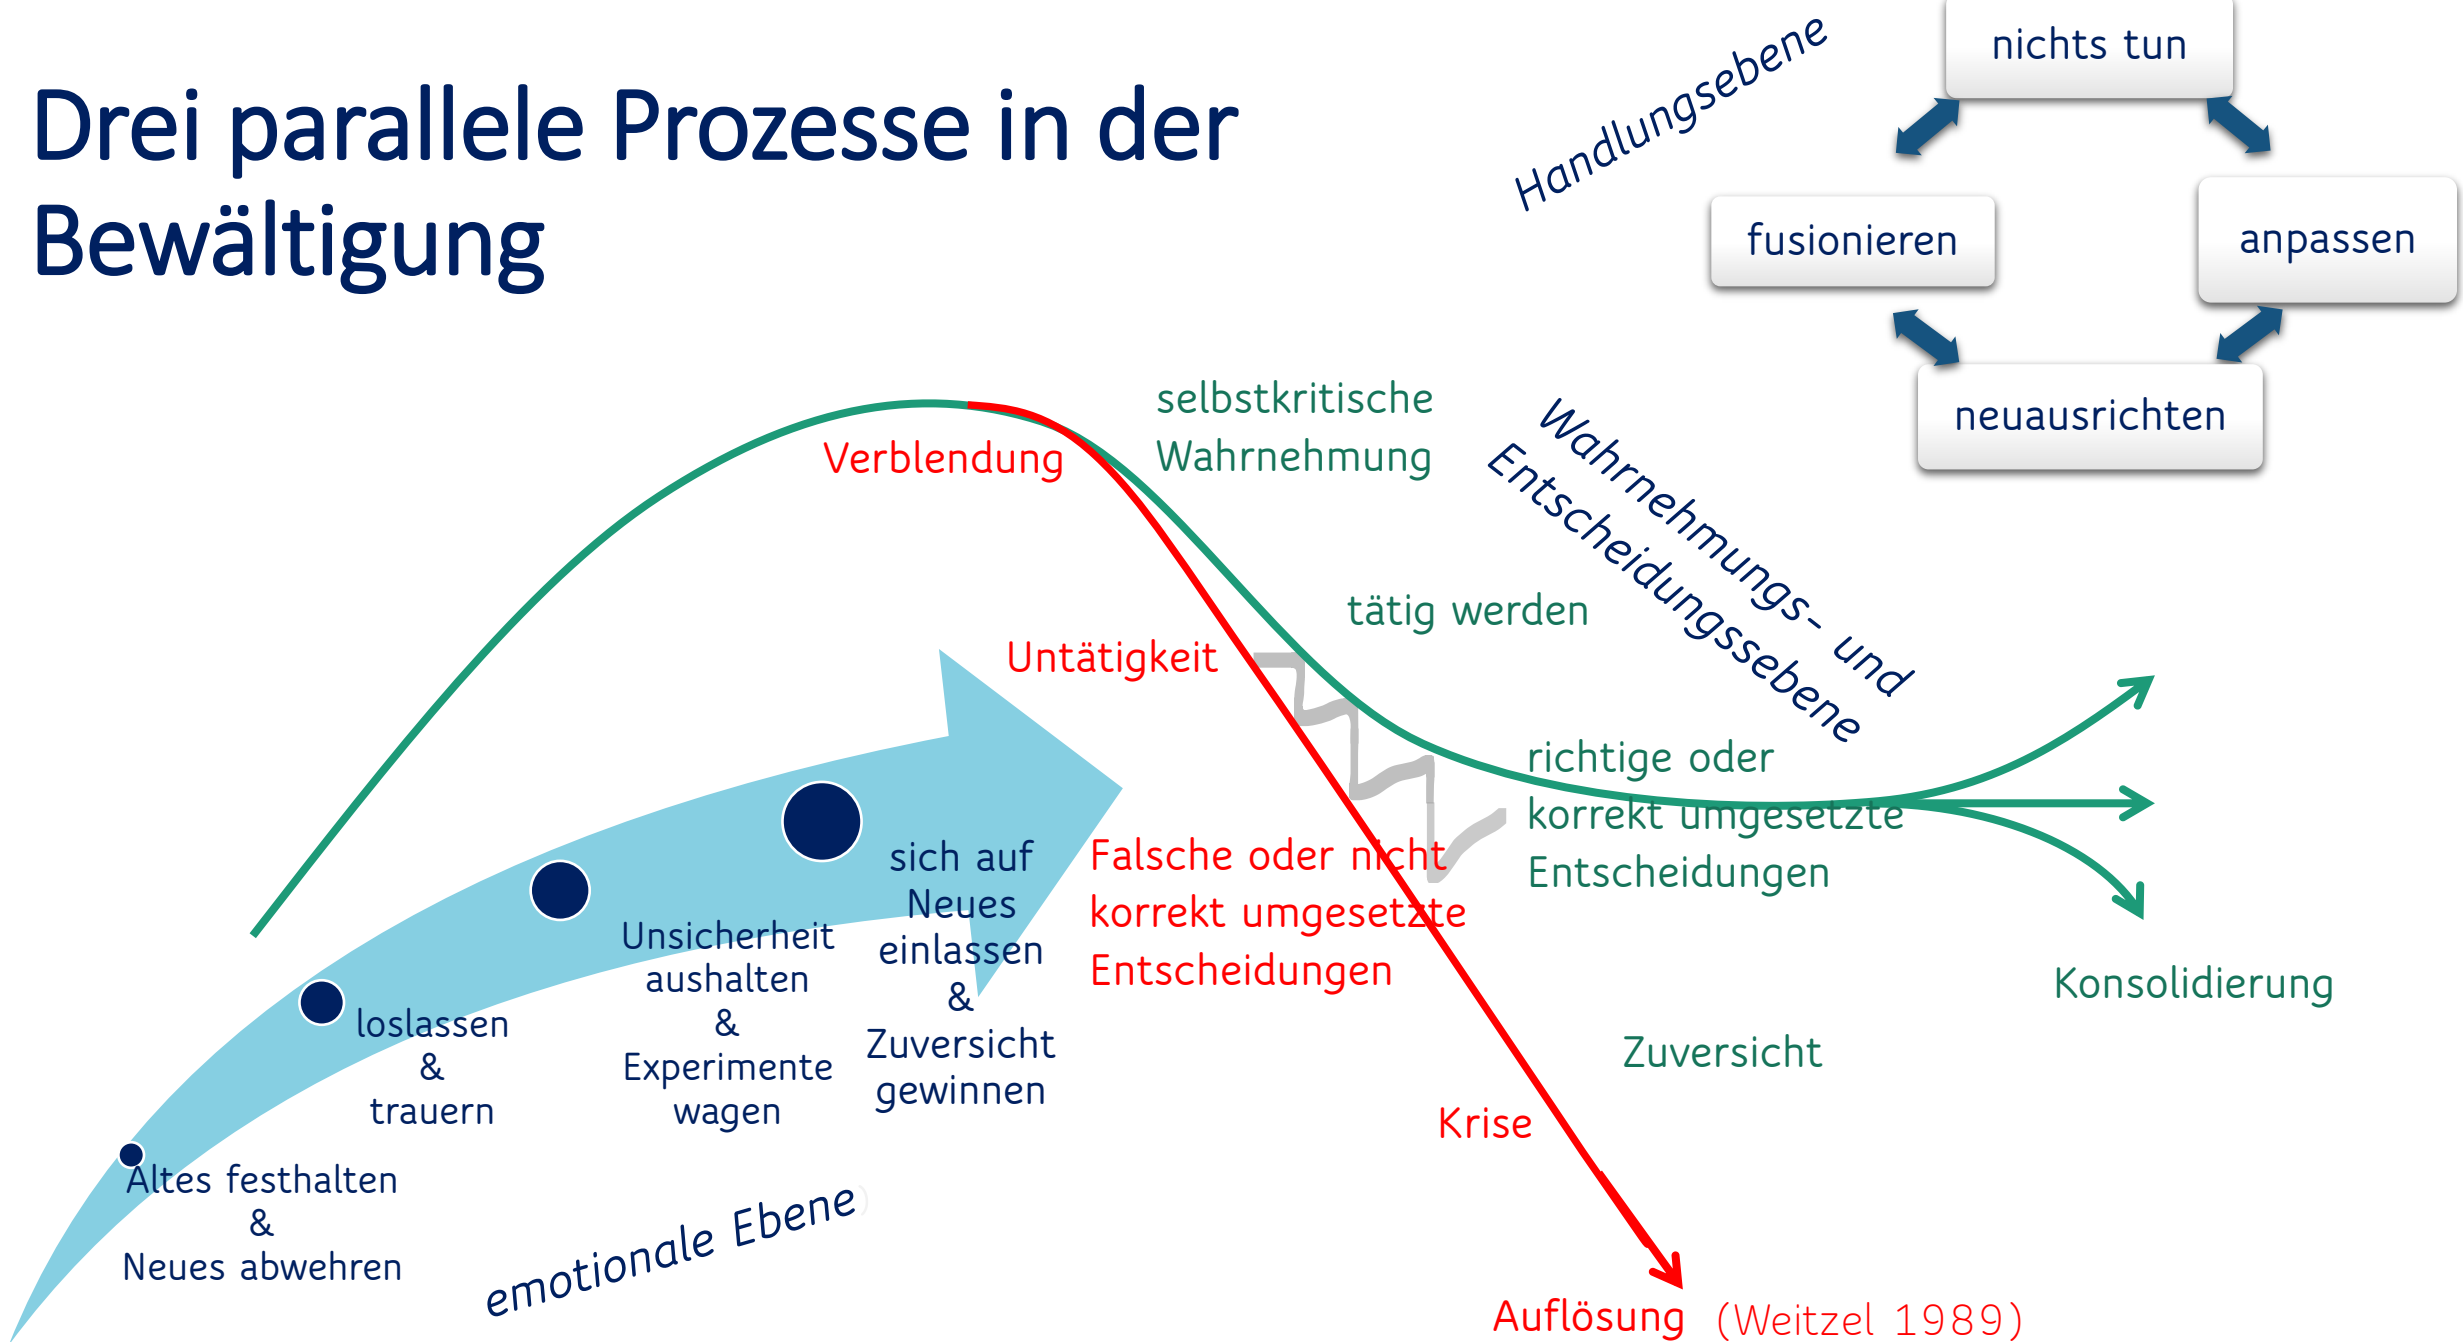 Drei parallele Prozesse in der
Bewältigung
Handlungsebene
nichts tun
fusionieren
anpassen
neuausrichten
selbstkritische
Wahrnehmung
Verblendung
Wahrnehmungs- und
Entscheidungssebene
tätig werden
Untätigkeit
richtige oder
korrekt umgesetzte
Entscheidungen
Falsche oder nicht
korrekt umgesetzte
Entscheidungen
sich auf
Neues
einlassen
&
Zuversicht
gewinnen
Unsicherheit
aushalten
&
Experimente
wagen
loslassen
&
trauern
Altes festhalten
&
Neues abwehren
emotionale Ebene
Konsolidierung
Zuversicht
Krise
Auflösung (Weitzel 1989)